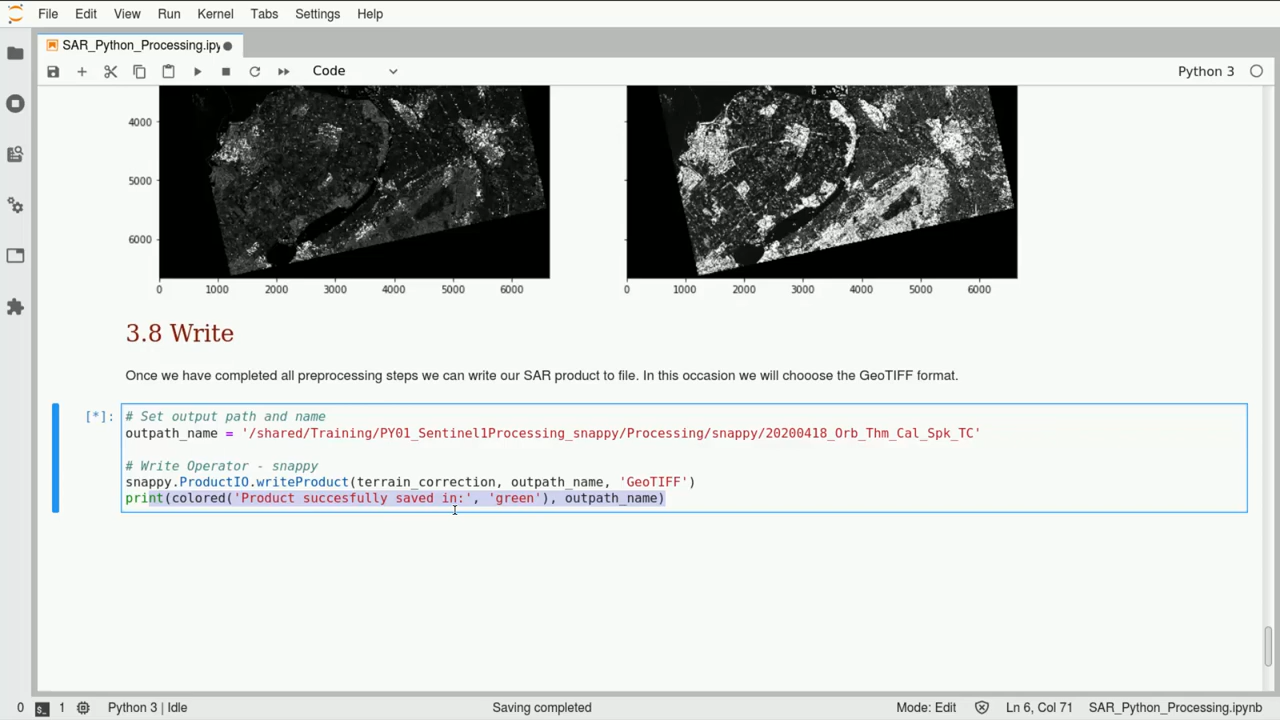 File Edit View Run Kernel Tabs Settings Help
SAR_Python_Processing.ipy
Code
Python 3
4000
5000
6000
0 1000 2000 3000 4000 5000 6000
0 1000 2000 3000 4000 5000 6000
3.8 Write
Once we have completed all preprocessing steps we can write our SAR product to file. In this occasion we will chooose the GeoTIFF format.
[*]:
# Set output path and name
outpath_name = '/shared/Training/PY01_Sentinel1Processing_snappy/Processing/snappy/20200418_Orb_Thm_Cal_Spk_TC'
# Write Operator - snappy
snappy.ProductIO.writeProduct(terrain_correction, outpath_name, 'GeoTIFF')
print(colored('Product succesfully saved in:', 'green'), outpath_name)
0 1 Python 3 | Idle Saving completed Mode: Edit Ln 6, Col 71 SAR_Python_Processing.ipynb